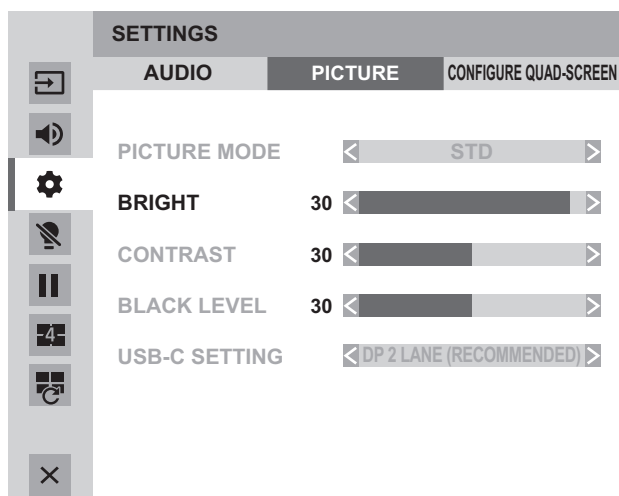 SETTINGS
AUDIO PICTURE CONFIGURE QUAD-SCREEN
PICTURE MODE STD
BRIGHT 30
CONTRAST 30
BLACK LEVEL 30
-4-
USB-C SETTING DP 2 LANE (RECOMMENDED)